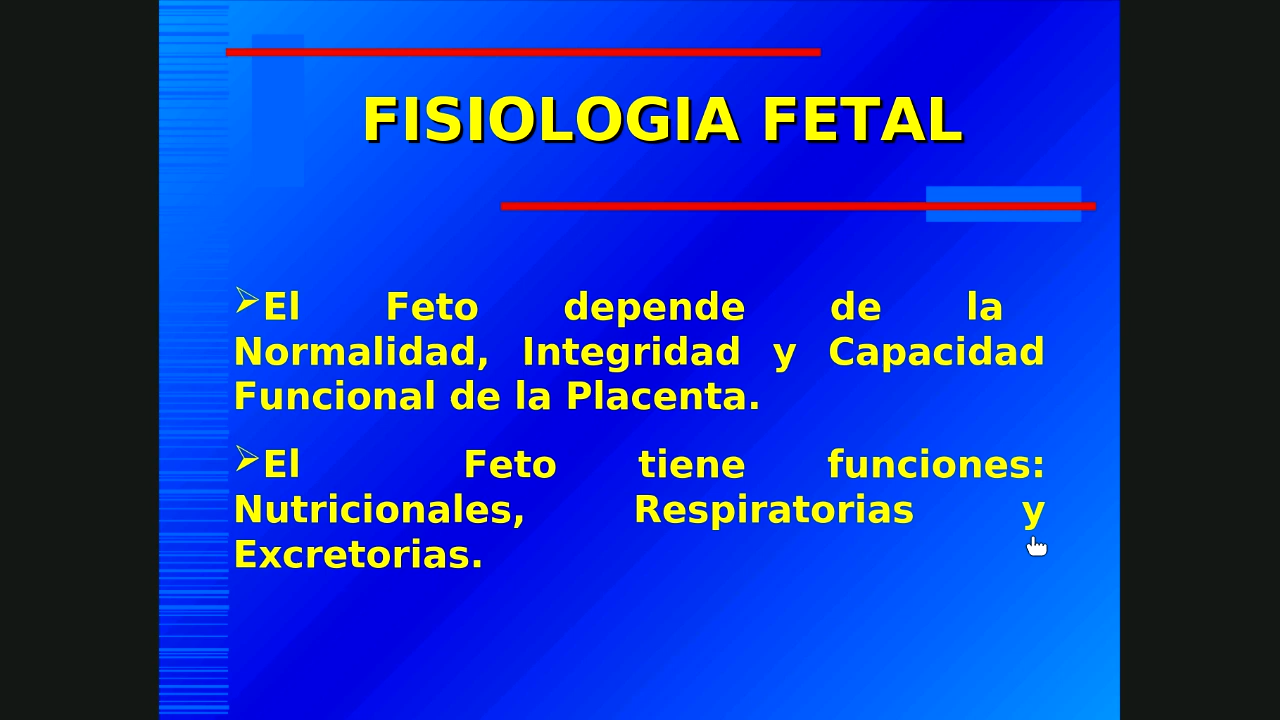 FISIOLOGIA FETAL
➢El Feto depende de la
Normalidad, Integridad y Capacidad
Funcional de la Placenta.
➢El Feto tiene funciones:
Nutricionales, Respiratorias y
Excretorias.